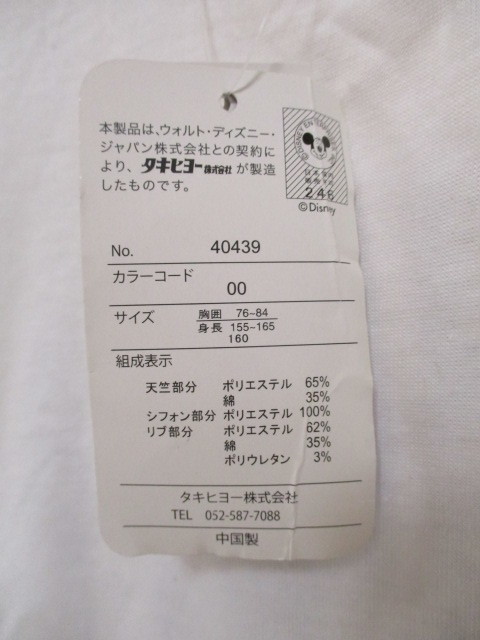 本製品は、ウォルト・ディズニー・
ジャパン株式会社との契約に
より、タキヒヨー株式会社が製造
したものです。
246
©Disney
No. 40439
カラーコード
00
サイズ 胸囲 76-84
身長 155-165
160
組成表示
天竺部分 ポリエステル 65%
綿 35%
シフォン部分 ポリエステル 100%
リブ部分 ポリエステル 62%
綿 35%
ポリウレタン 3%
タキヒヨー株式会社
TEL 052-587-7088
中国製